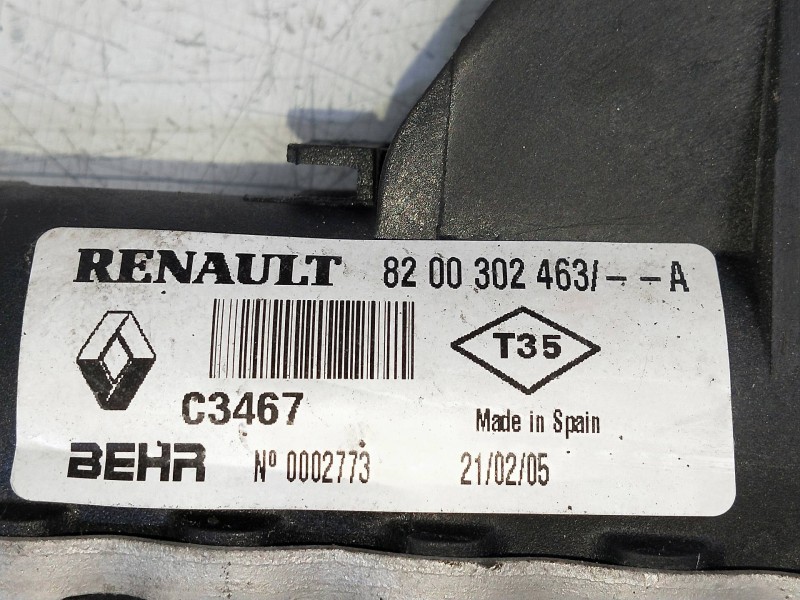 RENAULT 82 00 302 463/--A
T35
C3467 Made in Spain
BEHR Nº 0002773 21/02/05